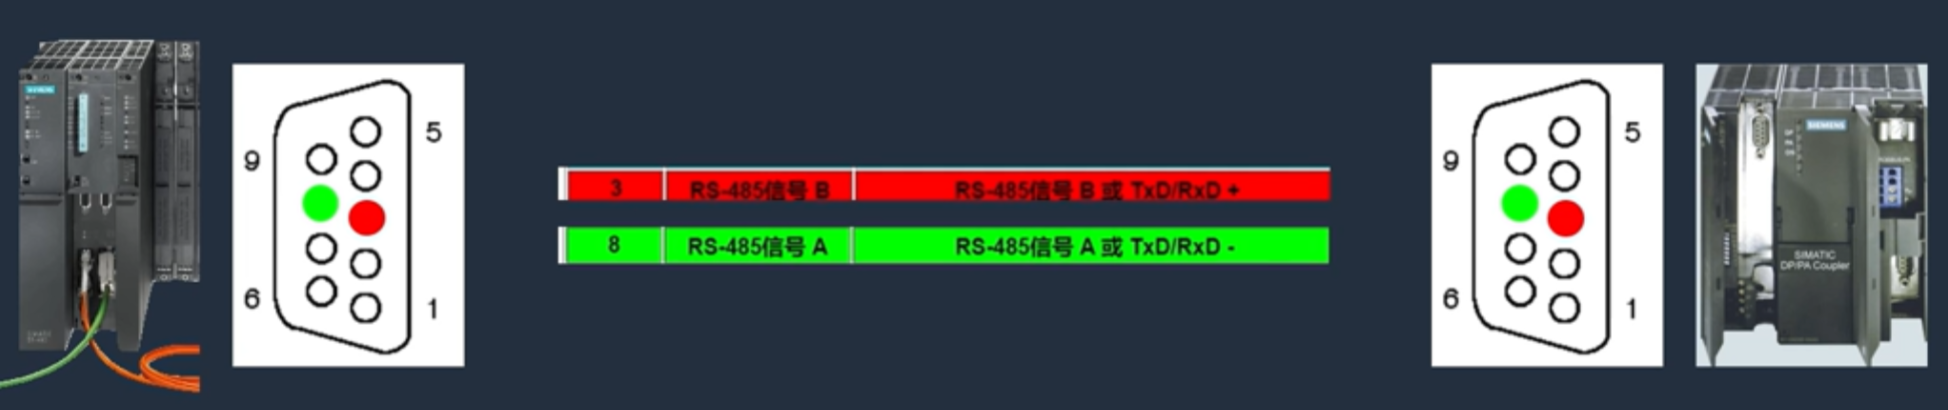 SIEMENS
5
9
6
1
3 RS-485信号 B RS-485信号 B 或 TxD/RxD +
8 RS-485信号 A RS-485信号 A 或 TxD/RxD -
5
9
6
1
SIEMENS
SIMATIC
DP/PA Coupler